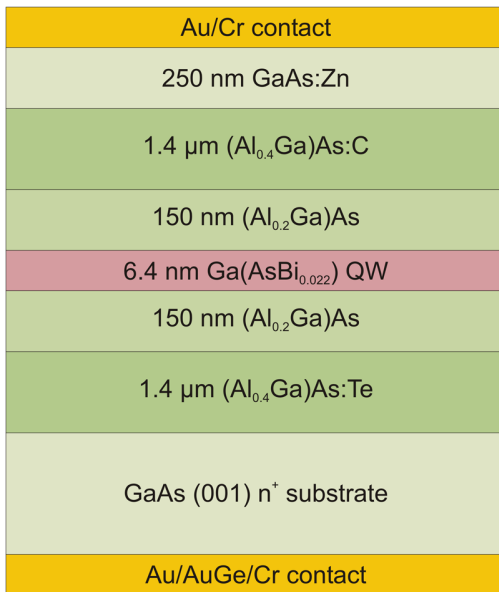 Au/Cr contact
250 nm GaAs:Zn
1.4 µm (Al₀.₄Ga)As:C
150 nm (Al₀.₂Ga)As
6.4 nm Ga(AsBi₀.₀₂₂) QW
150 nm (Al₀.₂Ga)As
1.4 µm (Al₀.₄Ga)As:Te
GaAs (001) n⁺ substrate
Au/AuGe/Cr contact